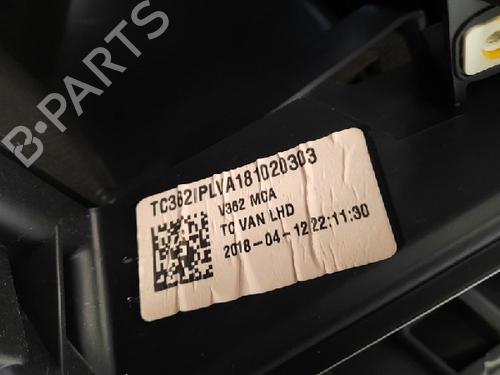 TC362IPLVA181020303
V362 MCA
TC VAN LHD
2018-04-12 22:11:30
B-PARTS